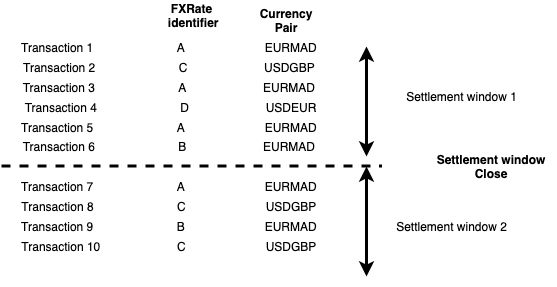 FXRate
identifier
Currency
Pair
Transaction 1 A EURMAD
Transaction 2 C USDGBP
Transaction 3 A EURMAD
Transaction 4 D USDEUR
Transaction 5 A EURMAD
Transaction 6 B EURMAD
Settlement window 1
Settlement window
Close
Transaction 7 A EURMAD
Transaction 8 C USDGBP
Transaction 9 B EURMAD
Transaction 10 C USDGBP
Settlement window 2